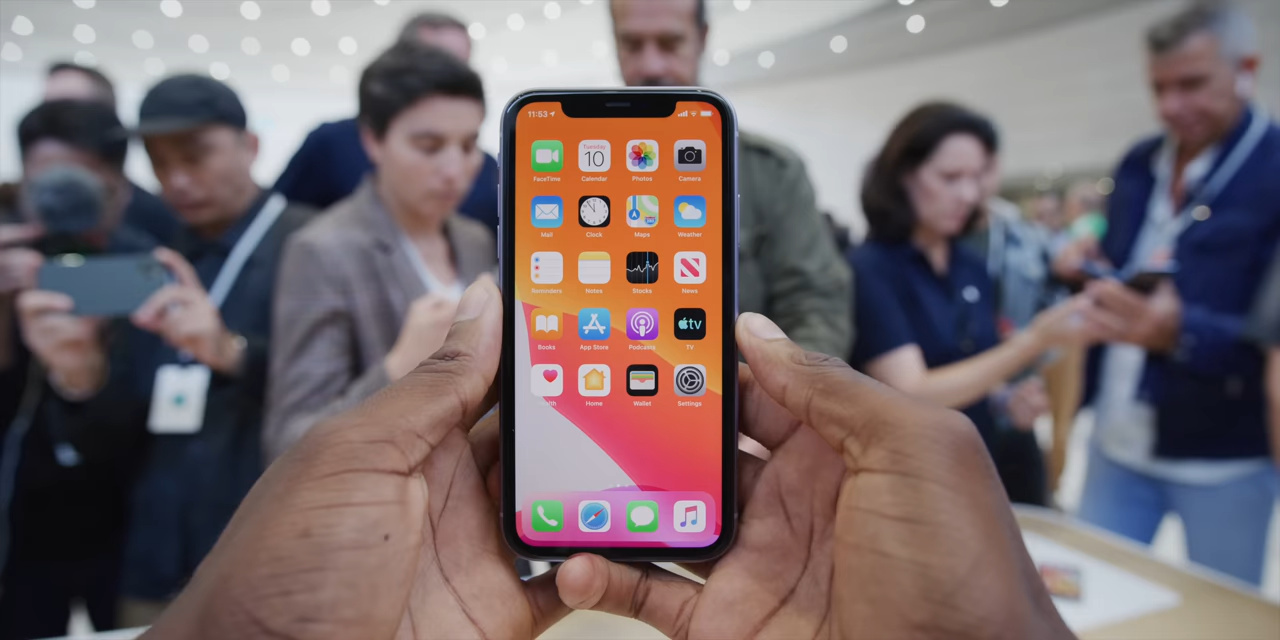 11:53
Tuesday
10
FaceTime Calendar Photos Camera
Mail Clock Maps Weather
Reminders Notes Stocks News
tv
Books App Store Podcasts TV
Health Home Wallet Settings